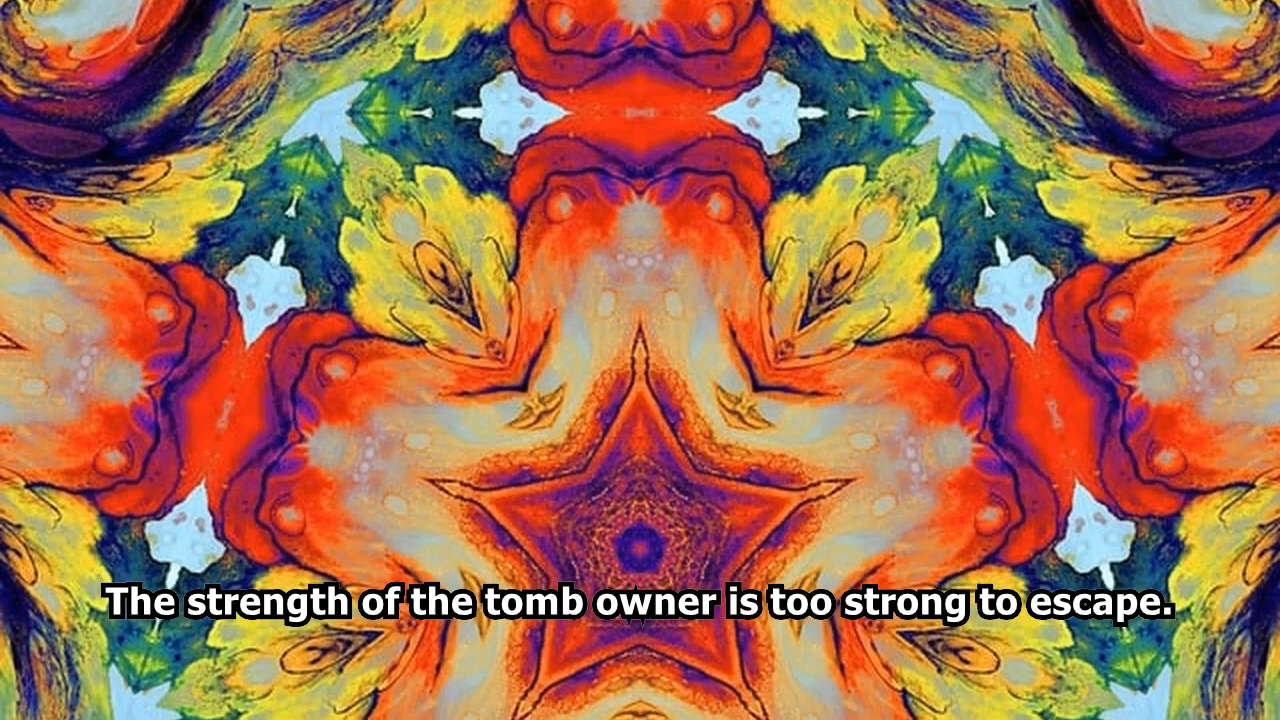 The strength of the tomb owner is too strong to escape.